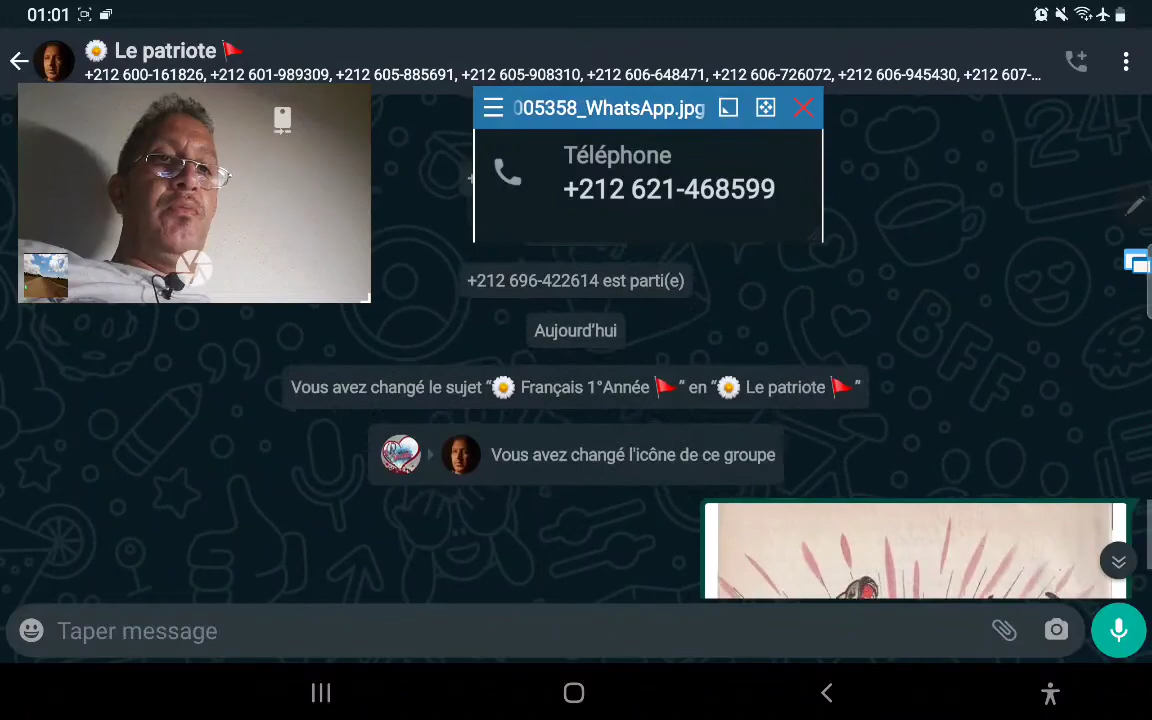 01:01
Le patriote
+212 600-161826, +212 601-989309, +212 605-885691, +212 605-908310, +212 606-648471, +212 606-726072, +212 606-945430, +212 607-...
005358_WhatsApp.jpg
Téléphone
+212 621-468599
+212 696-422614 est parti(e)
Aujourd'hui
Vous avez changé le sujet “🌼 Français 1°Année 🚩” en “🌼 Le patriote 🚩”
Vous avez changé l'icône de ce groupe
Taper message